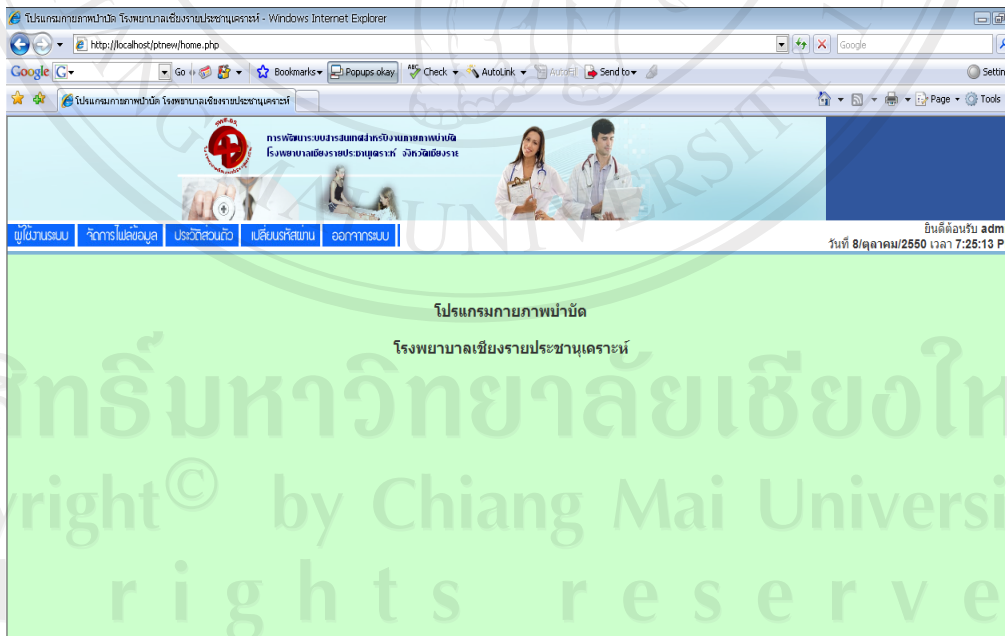 โปรแกรมกายภาพบำบัด โรงพยาบาลเชียงรายประชานุเคราะห์ - Windows Internet Explorer
http://localhost/ptnew/home.php
Google
Google G Go Bookmarks Popups okay ABC Check AutoLink AutoFill Send to Settin
โปรแกรมกายภาพบำบัด โรงพยาบาลเชียงรายประชานุเคราะห์ Page Tools
การพัฒนาระบบสารสนเทศสำหรับงานกายภาพบำบัด
โรงพยาบาลเชียงรายประชานุเคราะห์ จังหวัดเชียงราย
ผู้ใช้งานระบบ จัดการไฟล์ข้อมูล ประวัติส่วนตัว เปลี่ยนรหัสผ่าน ออกจากระบบ
ยินดีต้อนรับ adm
วันที่ 8/ตุลาคม/2550 เวลา 7:25:13 P
โปรแกรมกายภาพบำบัด
โรงพยาบาลเชียงรายประชานุเคราะห์
MAI UNIVERSITY
สิทธิ์มหาวิทยาลัยเชียงให
yright© by Chiang Mai Universi
rights reserve